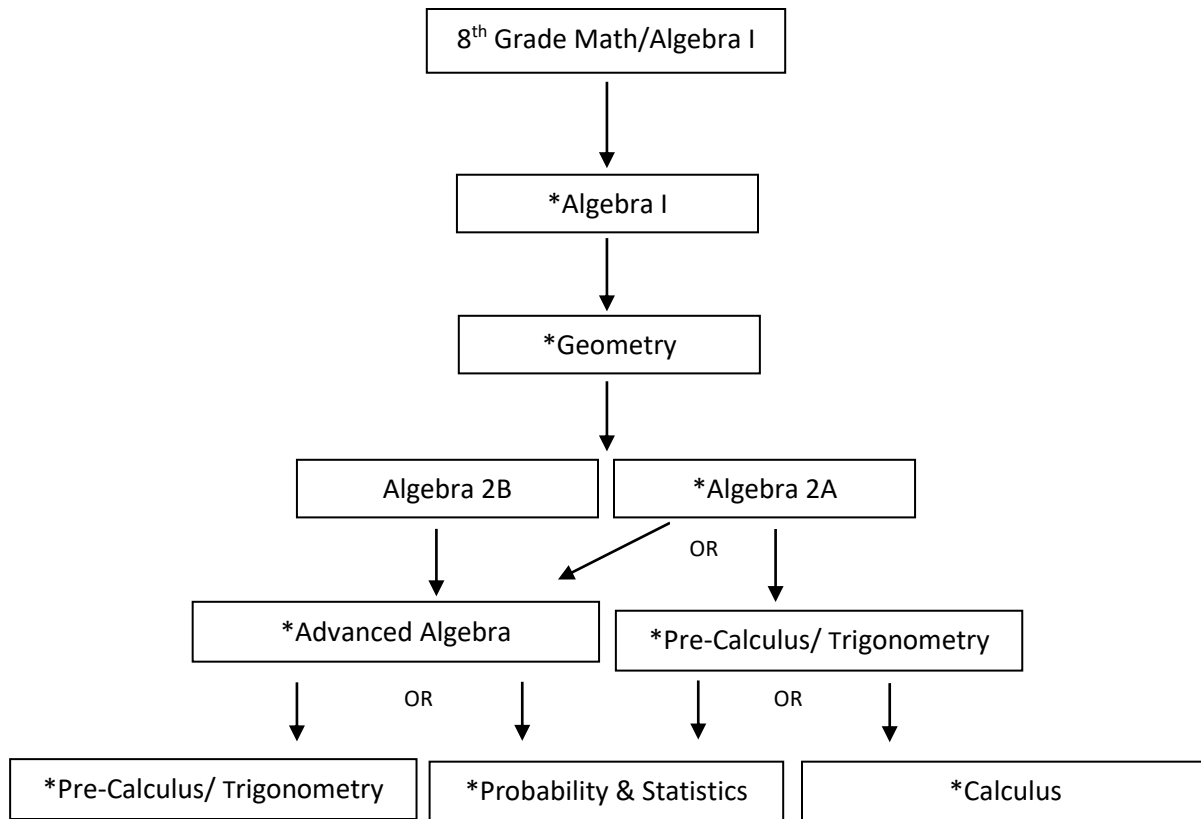 8th Grade Math/Algebra I
*Algebra I
*Geometry
Algebra 2B
*Algebra 2A
OR
*Advanced Algebra
*Pre-Calculus/ Trigonometry
OR
OR
*Pre-Calculus/ Trigonometry
*Probability & Statistics
*Calculus